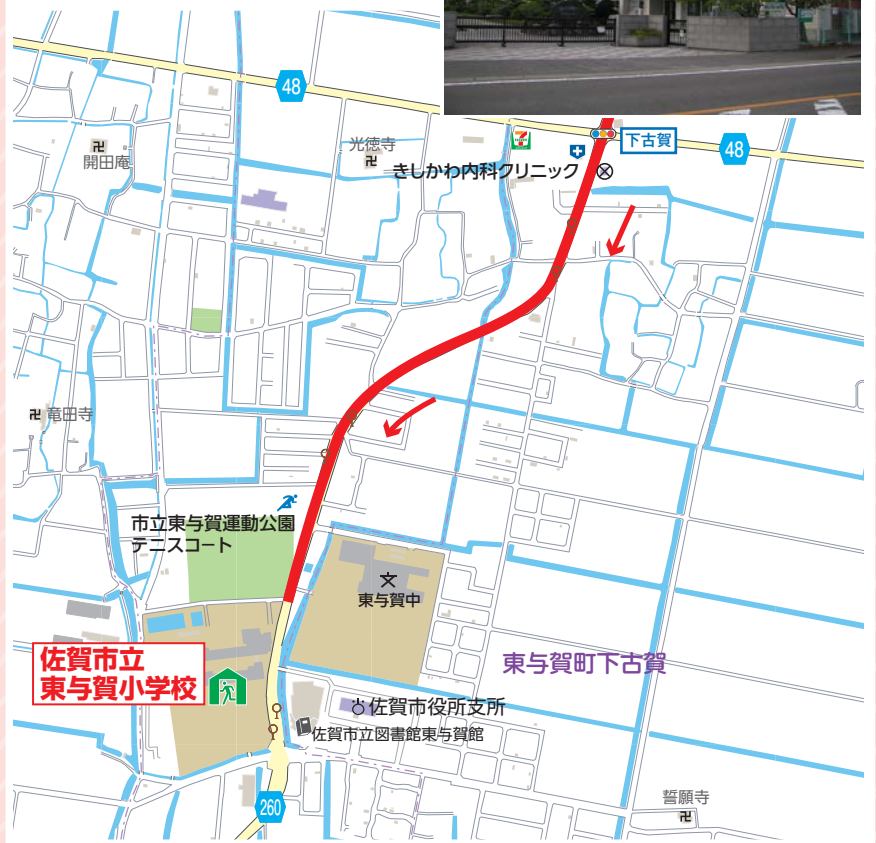 48
下古賀
48
光徳寺
開田庵
きしかわ内科クリニック
竜田寺
市立東与賀運動公園
テニスコート
東与賀中
佐賀市立
東与賀小学校
東与賀町下古賀
佐賀市役所支所
佐賀市立図書館東与賀館
260
誓願寺